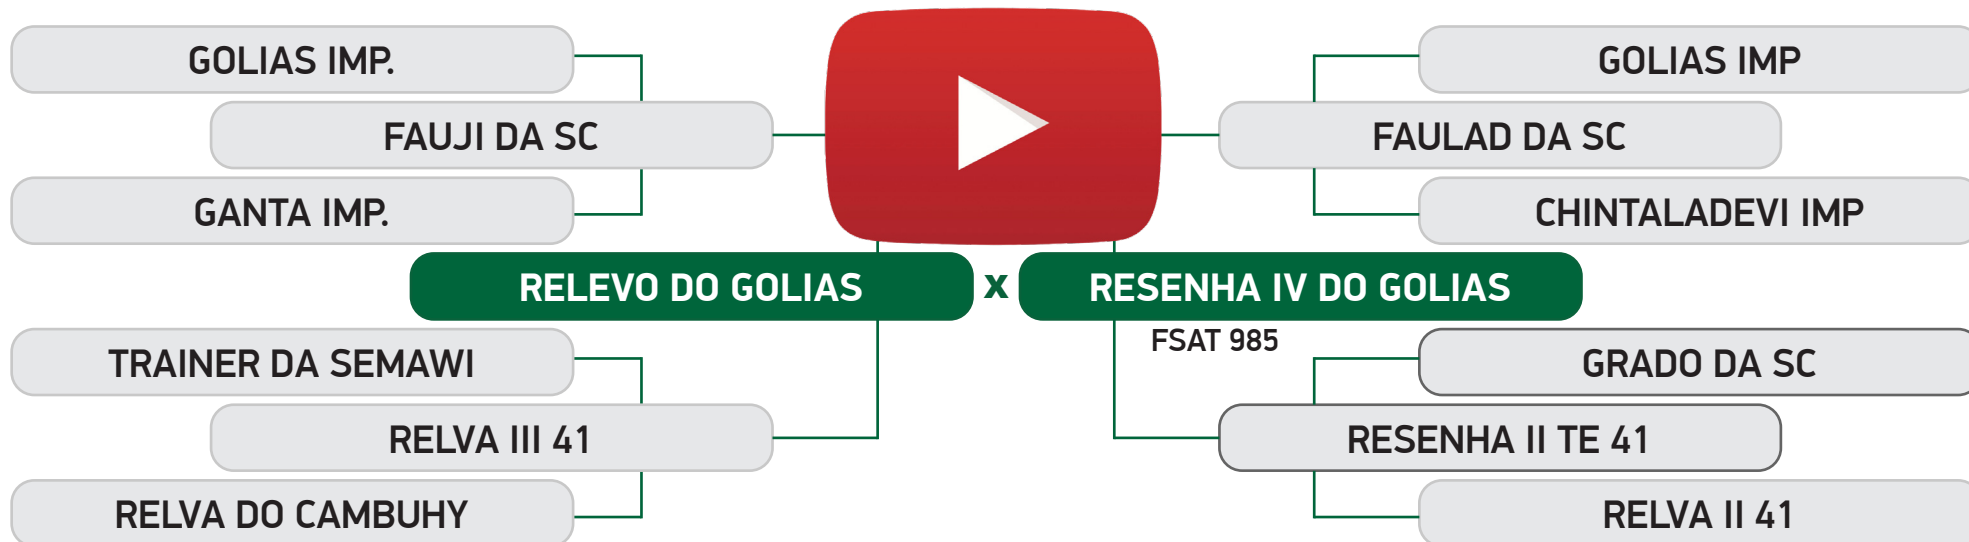 GOLIAS IMP.
GOLIAS IMP
FAUJI DA SC
FAULAD DA SC
GANTA IMP.
CHINTALADEVI IMP
RELEVO DO GOLIAS
x
RESENHA IV DO GOLIAS
FSAT 985
TRAINER DA SEMAWI
GRADO DA SC
RELVA III 41
RESENHA II TE 41
RELVA DO CAMBUHY
RELVA II 41